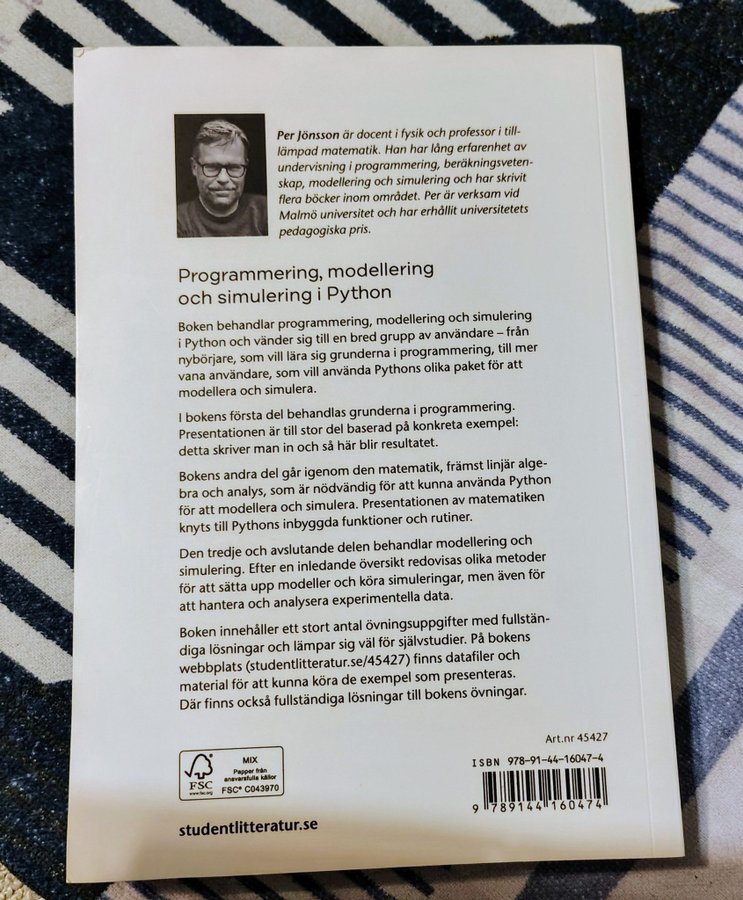 Per Jönsson är docent i fysik och professor i till-
lämpad matematik. Han har lång erfarenhet av
undervisning i programmering, beräkningsveten-
skap, modellering och simulering och har skrivit
flera böcker inom området. Per är verksam vid
Malmö universitet och har erhållit universitetets
pedagogiska pris.
Programmering, modellering
och simulering i Python
Boken behandlar programmering, modellering och simulering
i Python och vänder sig till en bred grupp av användare – från
nybörjare, som vill lära sig grunderna i programmering, till mer
vana användare, som vill använda Pythons olika paket för att
modellera och simulera.
I bokens första del behandlas grunderna i programmering.
Presentationen är till stor del baserad på konkreta exempel:
detta skriver man in och så här blir resultatet.
Bokens andra del går igenom den matematik, främst linjär alge-
bra och analys, som är nödvändig för att kunna använda Python
för att modellera och simulera. Presentationen av matematiken
knyts till Pythons inbyggda funktioner och rutiner.
Den tredje och avslutande delen behandlar modellering och
simulering. Efter en inledande översikt redovisas olika metoder
för att sätta upp modeller och köra simuleringar, men även för
att hantera och analysera experimentella data.
Boken innehåller ett stort antal övningsuppgifter med fullstän-
diga lösningar och lämpar sig väl för självstudier. På bokens
webbplats (studentlitteratur.se/45427) finns datafiler och
material för att kunna köra de exempel som presenteras.
Där finns också fullständiga lösningar till bokens övningar.
Art.nr 45427
ISBN 978-91-44-16047-4
9 789144 160474
FSC
www.fsc.org
MIX
Papper från
ansvarsfulla källor
FSC® C043970
studentlitteratur.se